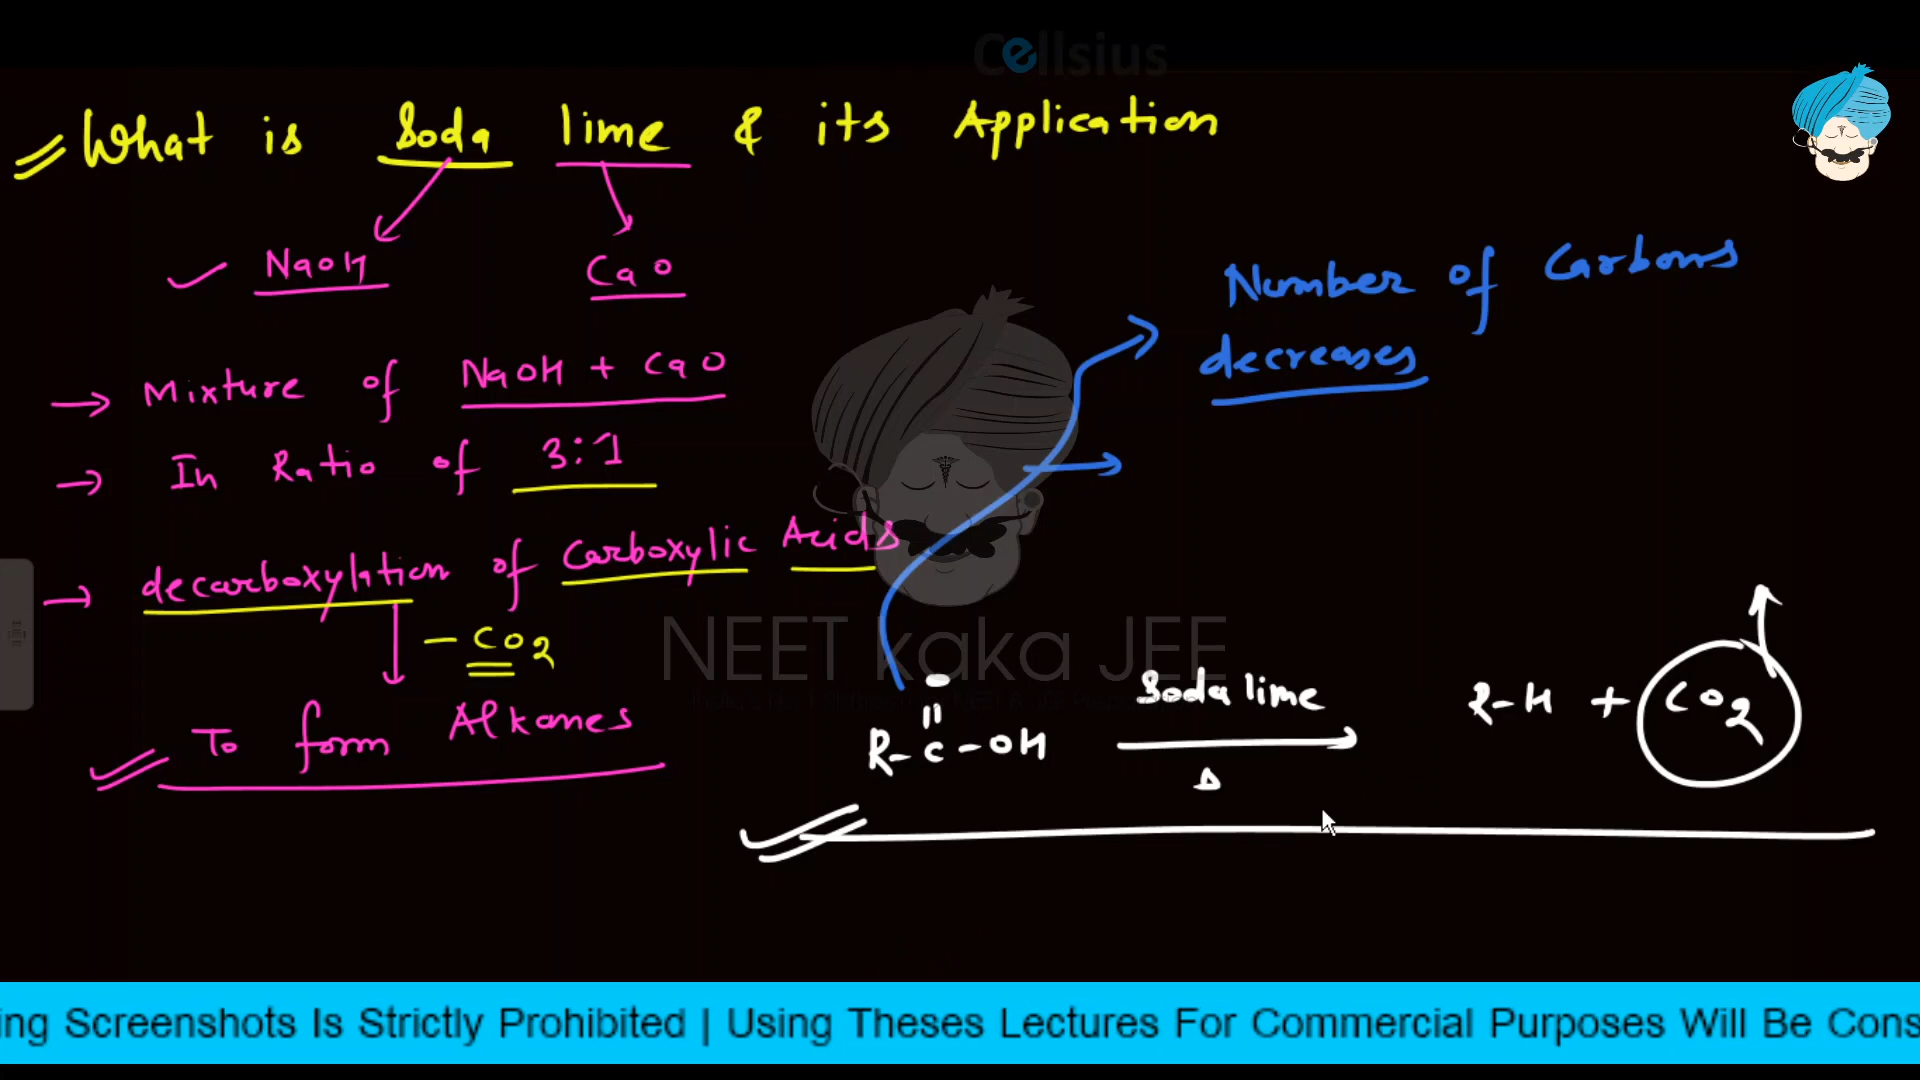 Cellsius
What is Soda lime & its Application
NaOH CaO
Number of Carbons
decreases
→ Mixture of NaOH + CaO
→ In Ratio of 3:1
→ decarboxylation of Carboxylic Acids
- CO2
To form Alkanes
NEET kaka JEE
O
Soda lime
R-C-OH R-H + CO2
Δ
ing Screenshots Is Strictly Prohibited | Using Theses Lectures For Commercial Purposes Will Be Cons